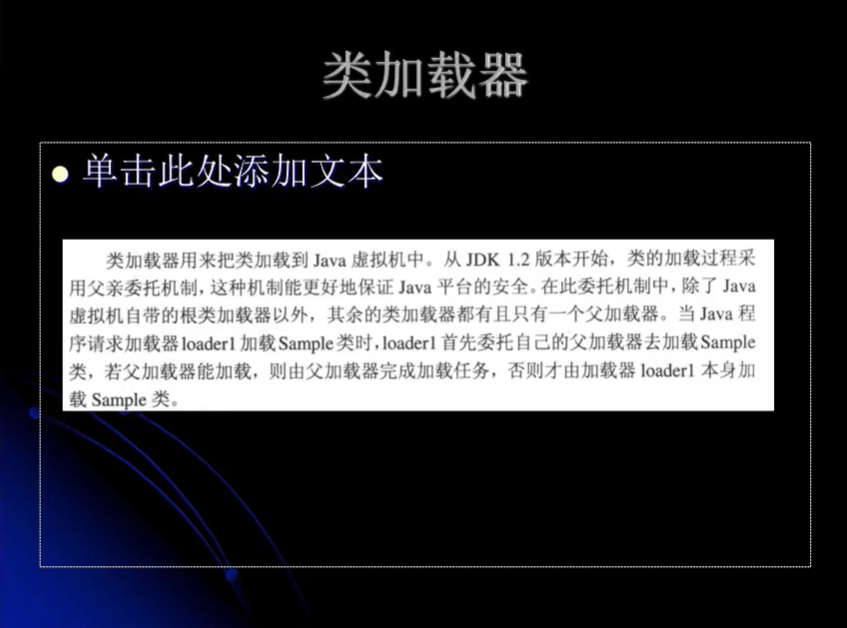 类加载器
单击此处添加文本
类加载器用来把类加载到 Java 虚拟机中。从 JDK 1.2 版本开始，类的加载过程采
用父亲委托机制，这种机制能更好地保证 Java 平台的安全。在此委托机制中，除了 Java
虚拟机自带的根类加载器以外，其余的类加载器都有且只有一个父加载器。当 Java 程
序请求加载器 loader1 加载 Sample 类时，loader1 首先委托自己的父加载器去加载 Sample
类，若父加载器能加载，则由父加载器完成加载任务，否则才由加载器 loader1 本身加
载 Sample 类。